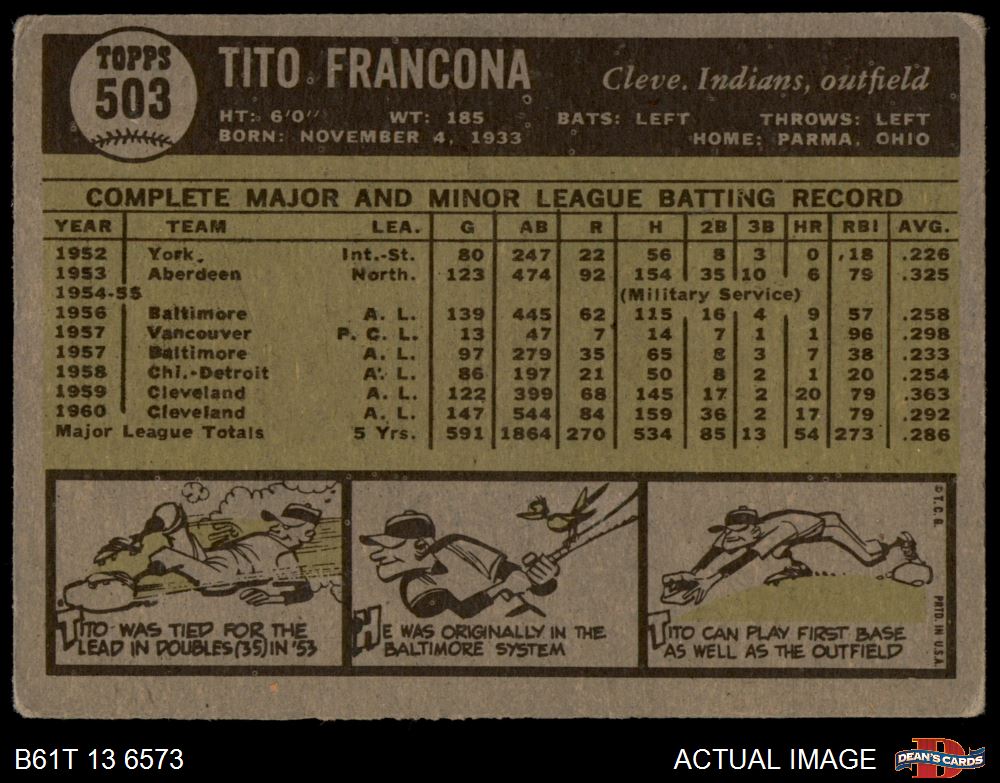 TOPPS
503
TITO FRANCONA
Cleve. Indians, outfield
HT: 6'0" WT: 185 BATS: LEFT THROWS: LEFT
BORN: NOVEMBER 4, 1933 HOME: PARMA, OHIO
COMPLETE MAJOR AND MINOR LEAGUE BATTING RECORD
YEAR TEAM LEA. G AB R H 2B 3B HR RBI AVG.
1952 York Int.-St. 80 247 22 56 8 3 0 18 .226
1953 Aberdeen North. 123 474 92 154 35 10 6 79 .325
1954-55 (Military Service)
1956 Baltimore A. L. 139 445 62 115 16 4 9 57 .258
1957 Vancouver P. C. L. 13 47 7 14 7 1 1 96 .298
1957 Baltimore A. L. 97 279 35 65 8 3 7 38 .233
1958 Chi.-Detroit A. L. 86 197 21 50 8 2 1 20 .254
1959 Cleveland A. L. 122 399 68 145 17 2 20 79 .363
1960 Cleveland A. L. 147 544 84 159 36 2 17 79 .292
Major League Totals 5 Yrs. 591 1864 270 534 85 13 54 273 .286
TITO WAS TIED FOR THE
LEAD IN DOUBLES (35) IN '53
HE WAS ORIGINALLY IN THE
BALTIMORE SYSTEM
TITO CAN PLAY FIRST BASE
AS WELL AS THE OUTFIELD
© T. C. G.
PRTD. IN U.S.A.
B61T 13 6573
ACTUAL IMAGE
DEAN'S CARDS